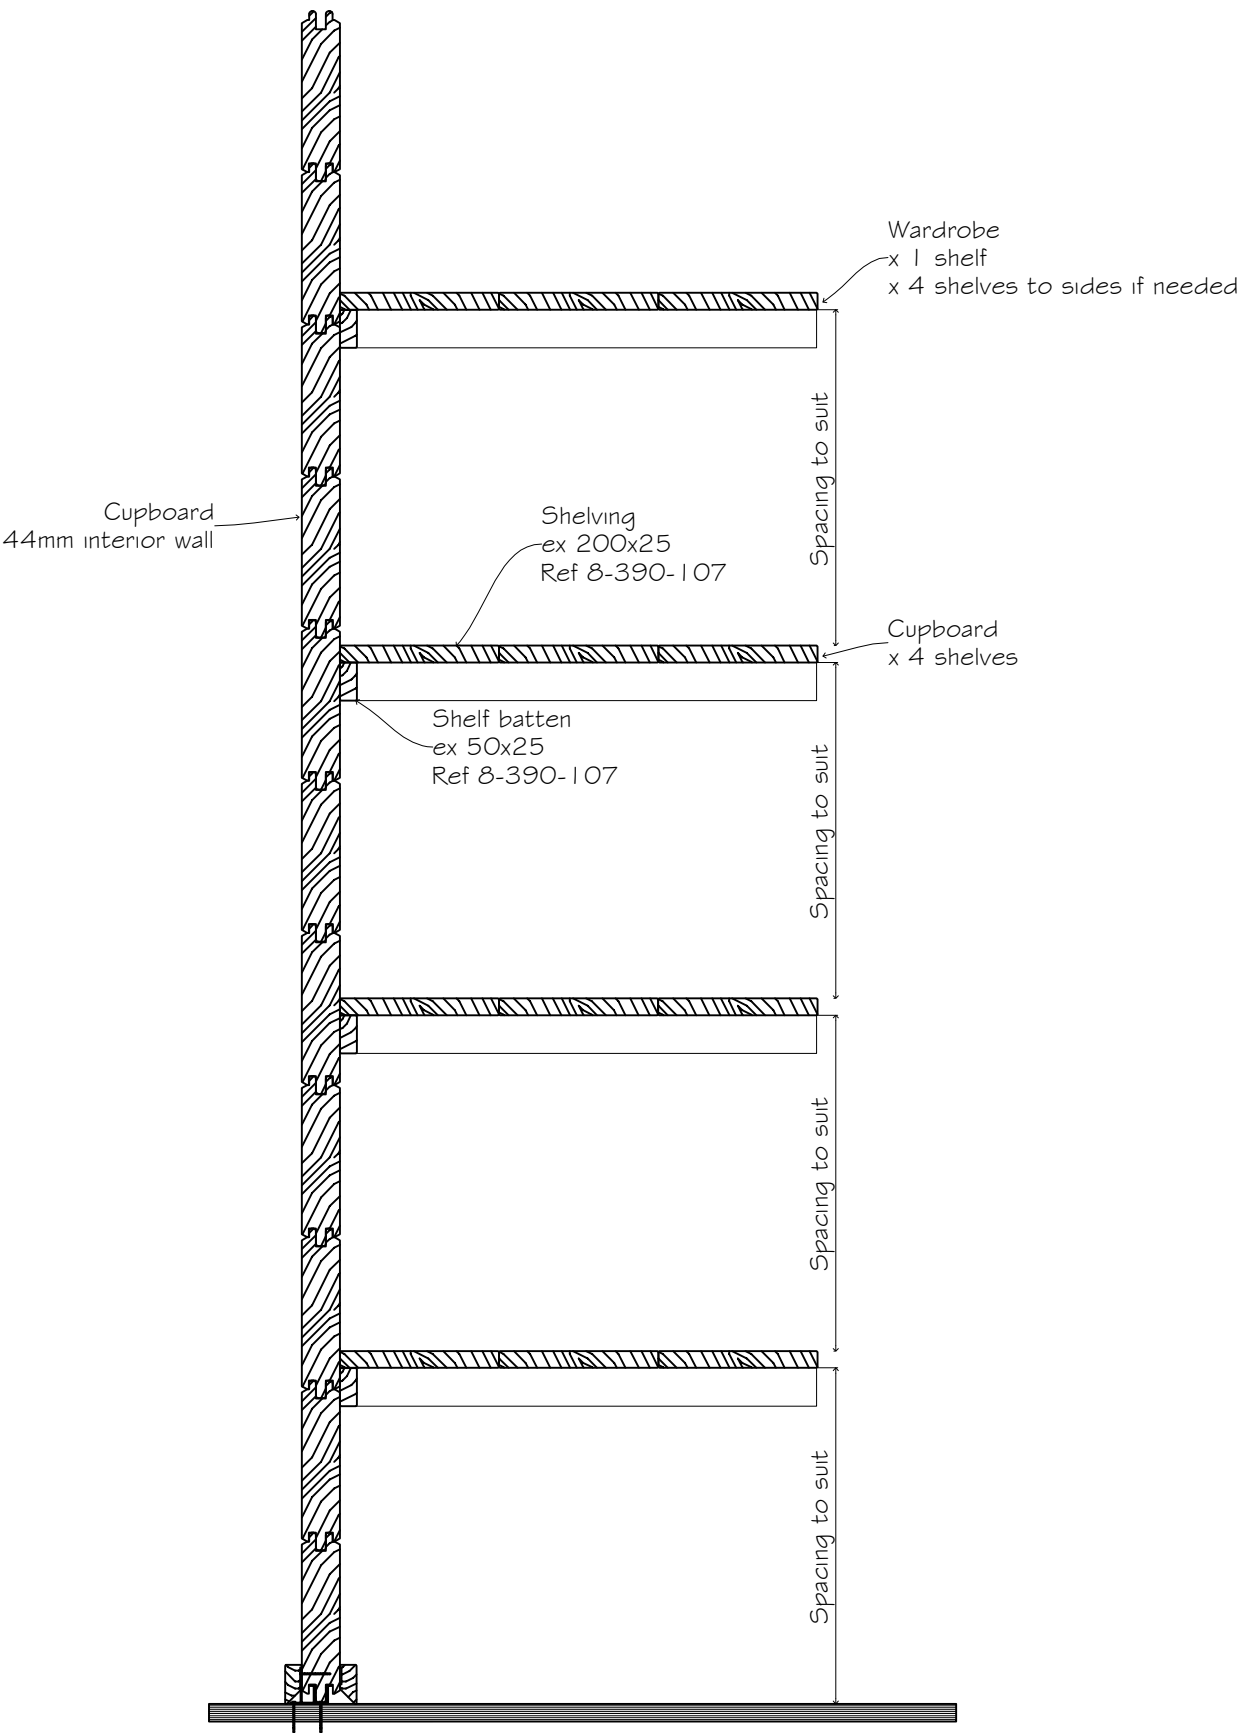 Wardrobe
x 1 shelf
x 4 shelves to sides if needed
Spacing to suit
Cupboard
44mm interior wall
Shelving
ex 200x25
Ref 8-390-107
Cupboard
x 4 shelves
Shelf batten
ex 50x25
Ref 8-390-107
Spacing to suit
Spacing to suit
Spacing to suit